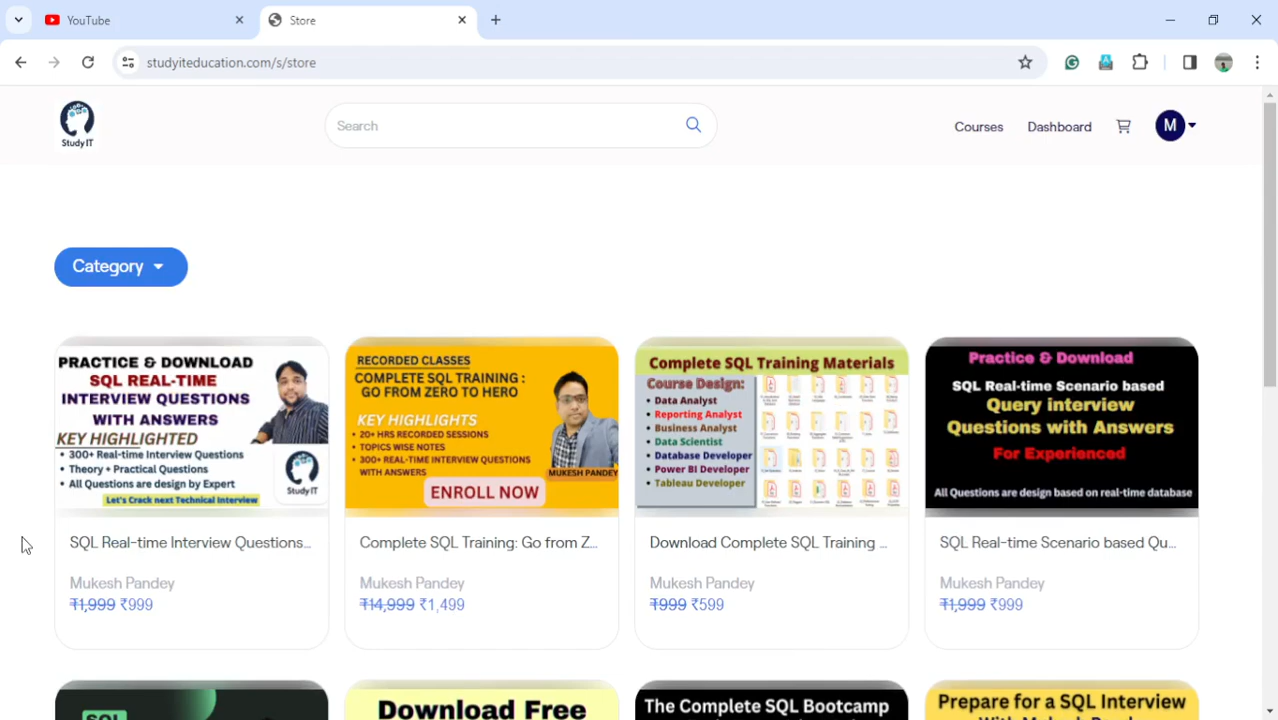 YouTube
Store
studyiteducation.com/s/store
Study IT
Search
Courses
Dashboard
M
Category
PRACTICE & DOWNLOAD
SQL REAL-TIME
INTERVIEW QUESTIONS
WITH ANSWERS
KEY HIGHLIGHTED
• 300+ Real-time Interview Questions
• Theory + Practical Questions
• All Questions are design by Expert
Let's Crack next Technical Interview
Study IT
SQL Real-time Interview Questions...
Mukesh Pandey
₹1,999 ₹999
RECORDED CLASSES
COMPLETE SQL TRAINING :
GO FROM ZERO TO HERO
KEY HIGHLIGHTS
• 20+ HRS RECORDED SESSIONS
• TOPICS WISE NOTES
• 300+ REAL-TIME INTERVIEW QUESTIONS
WITH ANSWERS
MUKESH PANDEY
ENROLL NOW
Complete SQL Training: Go from Z...
Mukesh Pandey
₹14,999 ₹1,499
Complete SQL Training Materials
Course Design:
• Data Analyst
• Reporting Analyst
• Business Analyst
• Data Scientist
• Database Developer
• Power BI Developer
• Tableau Developer
Download Complete SQL Training ...
Mukesh Pandey
₹999 ₹599
Practice & Download
SQL Real-time Scenario based
Query interview
Questions with Answers
For Experienced
All Questions are design based on real-time database
SQL Real-time Scenario based Qu...
Mukesh Pandey
₹1,999 ₹999
SQL
Download Free
The Complete SQL Bootcamp
Prepare for a SQL Interview